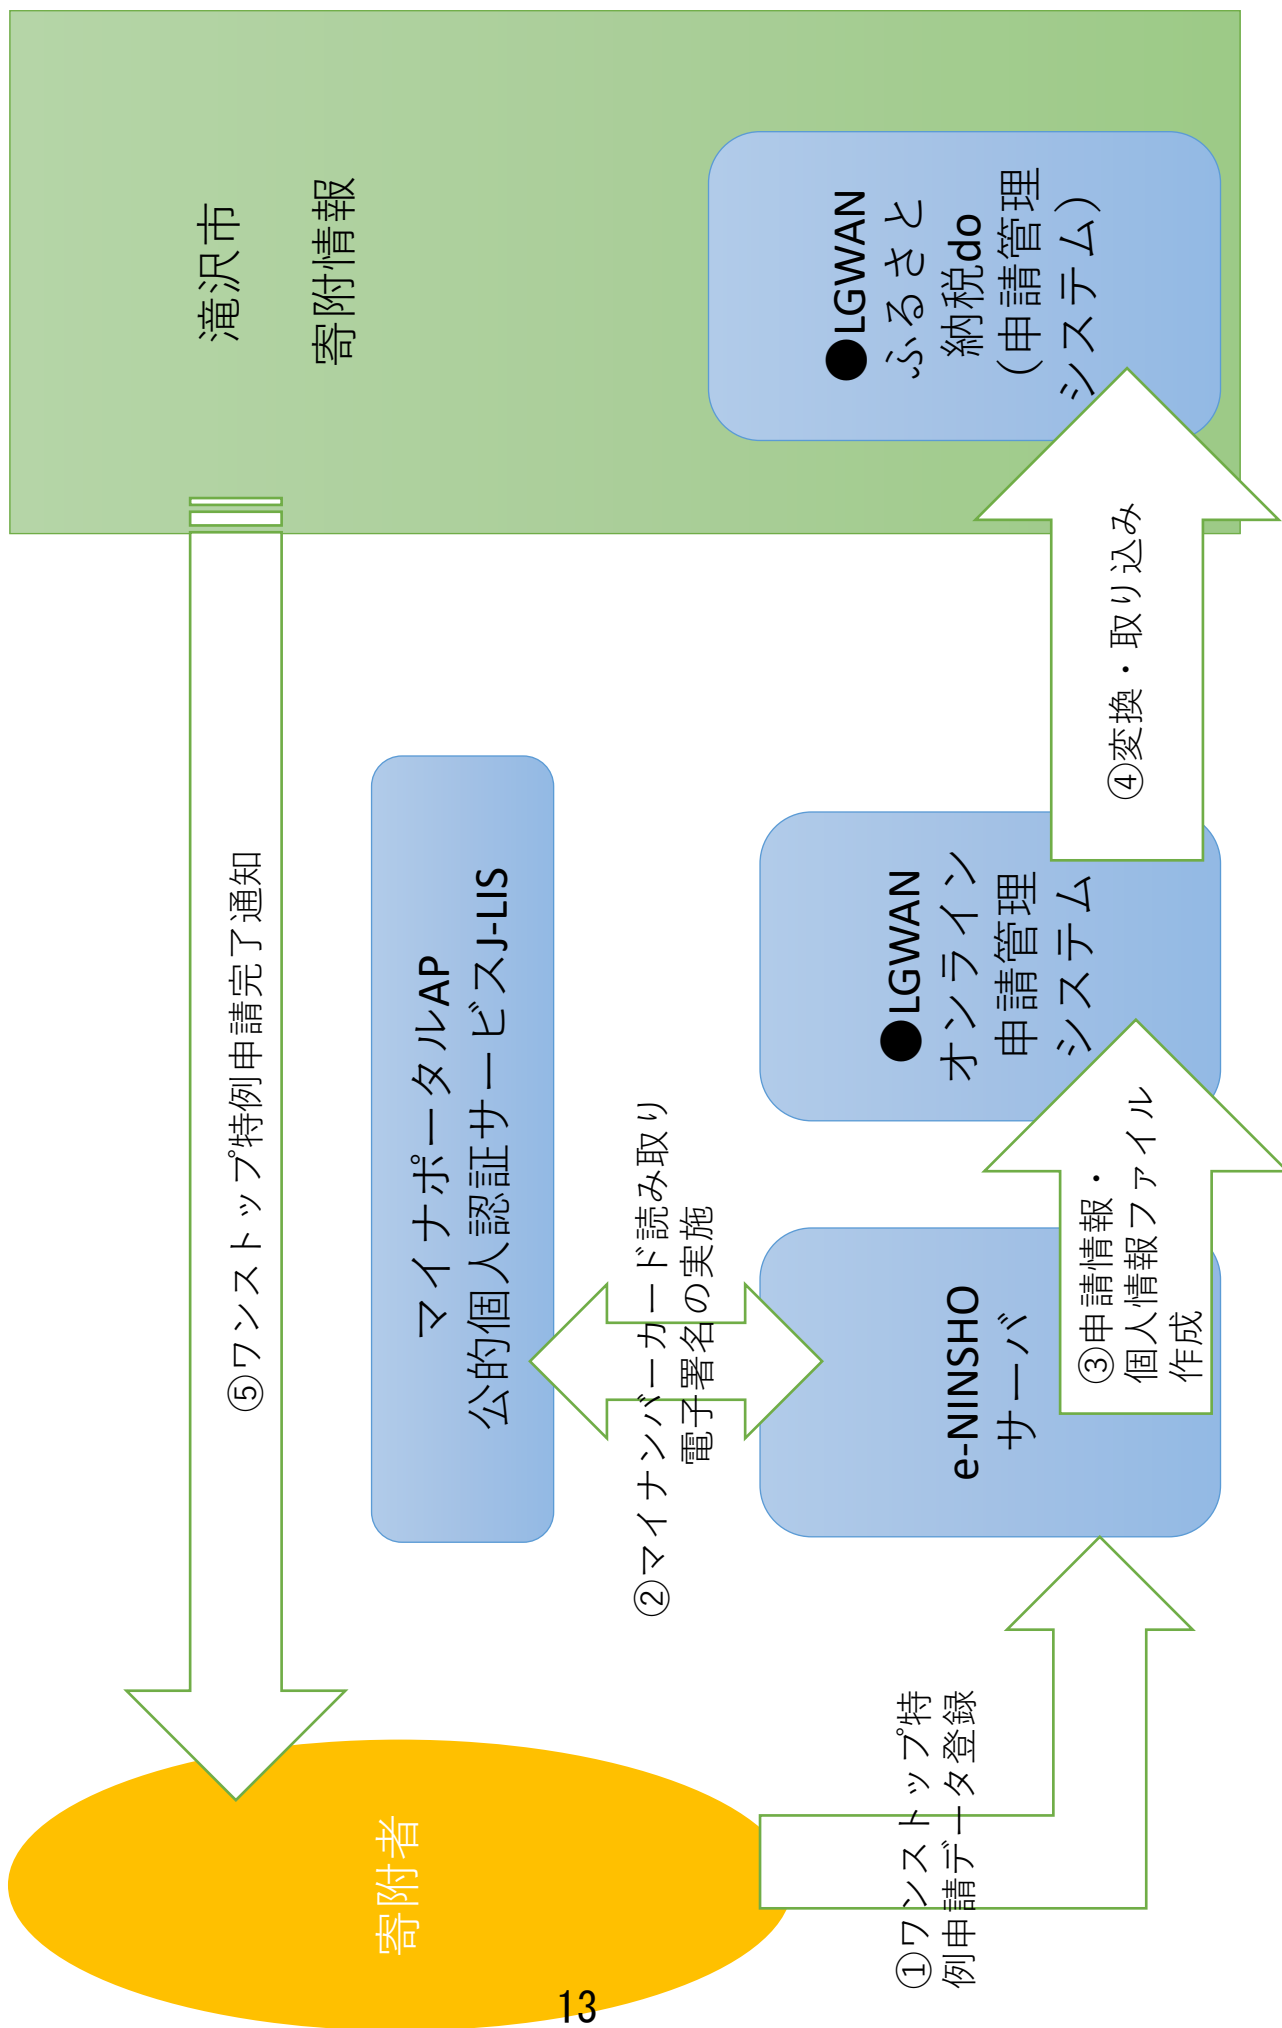 寄附者
①ワンストップ特
例申請データ登録
e-NINSHO
サーバ
②マイナンバーカード読み取り
電子署名の実施
マイナポータルAP
公的個人認証サービスJ-LIS
③申請情報・
個人情報ファイル
作成
●LGWAN
オンライン
申請管理
システム
④変換・取り込み
滝沢市
寄附情報
●LGWAN
ふるさと
納税do
(申請管理
システム)
⑤ワンストップ特例申請完了通知
13